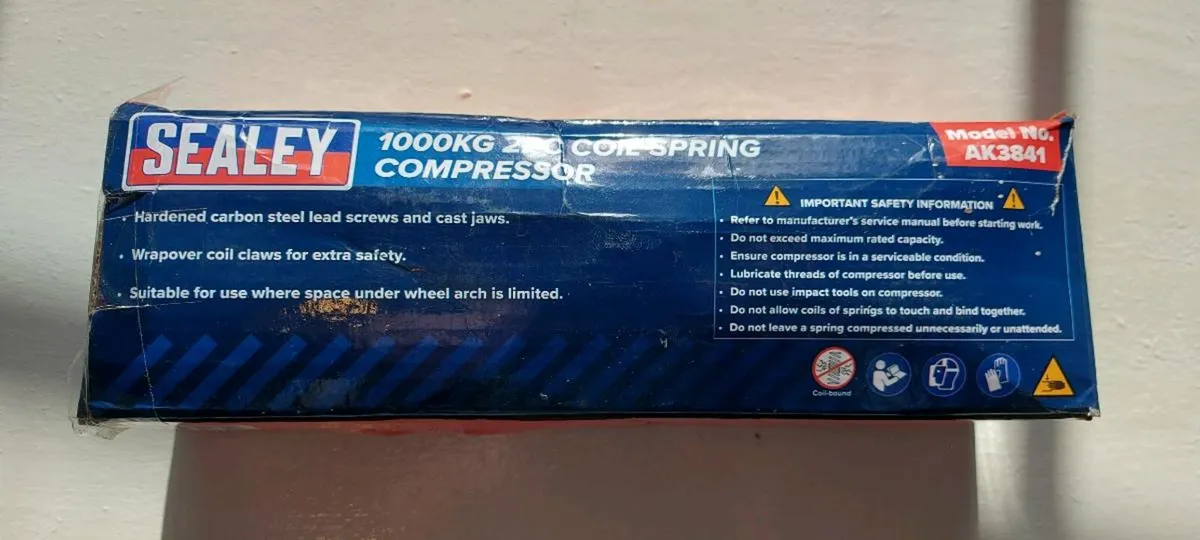 SEALEY
1000KG 2PC COIL SPRING
COMPRESSOR
Model No.
AK3841
• Hardened carbon steel lead screws and cast jaws.
• Wrapover coil claws for extra safety.
• Suitable for use where space under wheel arch is limited.
IMPORTANT SAFETY INFORMATION
• Refer to manufacturer's service manual before starting work.
• Do not exceed maximum rated capacity.
• Ensure compressor is in a serviceable condition.
• Lubricate threads of compressor before use.
• Do not use impact tools on compressor.
• Do not allow coils of springs to touch and bind together.
• Do not leave a spring compressed unnecessarily or unattended.
Coil-bound